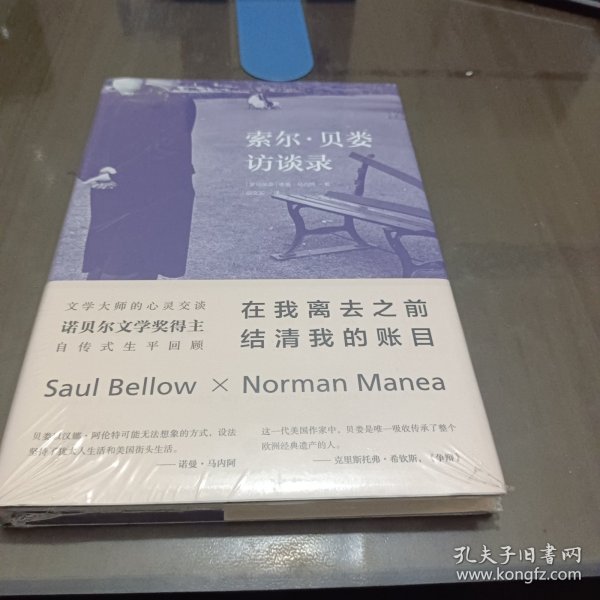 索尔·贝娄
访谈录
文学大师的心灵交谈
诺贝尔文学奖得主
自传式生平回顾
在我离去之前
结清我的账目
Saul Bellow × Norman Manea
贝娄以汉娜·阿伦特可能无法想象的方式，设法
坚持了犹太人生活和美国街头生活。
——诺曼·马内阿
这一代美国作家中，贝娄是唯一吸收传承了整个
欧洲经典遗产的人。
——克里斯托弗·希钦斯，
孔夫子旧书网
www.kongfz.com